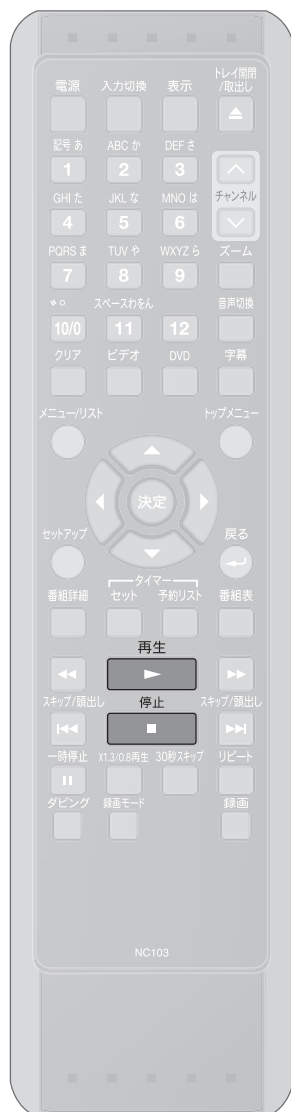 電源 入力切換 表示 トレイ開閉
/取出し
記号 あ ABC か DEF さ
1 2 3
GHI た JKL な MNO は チャンネル
4 5 6
PQRS ま TUV や WXYZ ら ズーム
7 8 9
゛゜ スペースわをん 音声切換
10/0 11 12
クリア ビデオ DVD 字幕
メニュー/リスト トップメニュー
決定
セットアップ 戻る
タイマー
番組詳細 セット 予約リスト 番組表
再生
スキップ/頭出し 停止 スキップ/頭出し
一時停止 X1.3/0.8再生 30秒スキップ リピート
ダビング 録画モード 録画
NC103